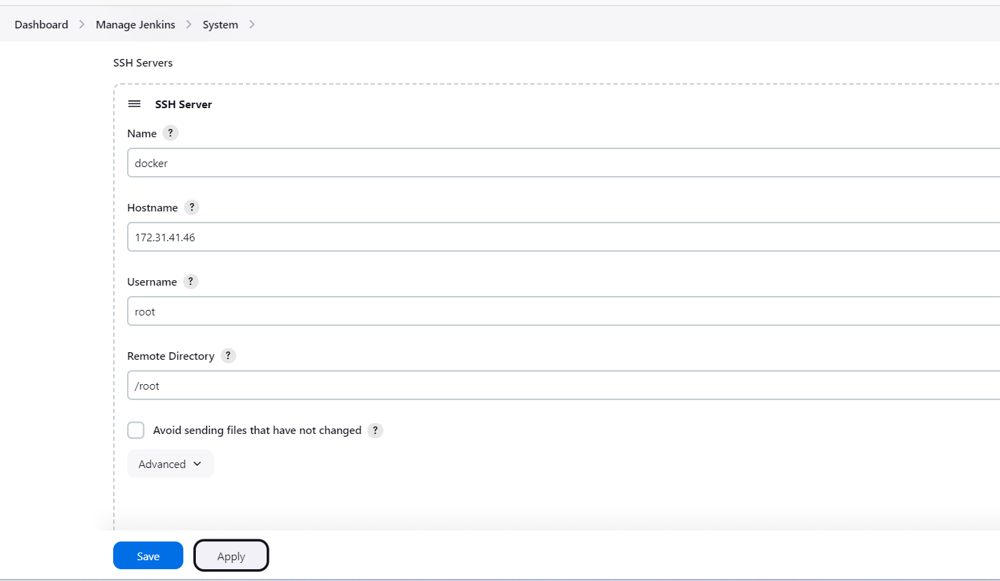 Dashboard > Manage Jenkins > System >
SSH Servers
SSH Server
Name ?
docker
Hostname ?
172.31.41.46
Username ?
root
Remote Directory ?
/root
Avoid sending files that have not changed ?
Advanced
Save Apply